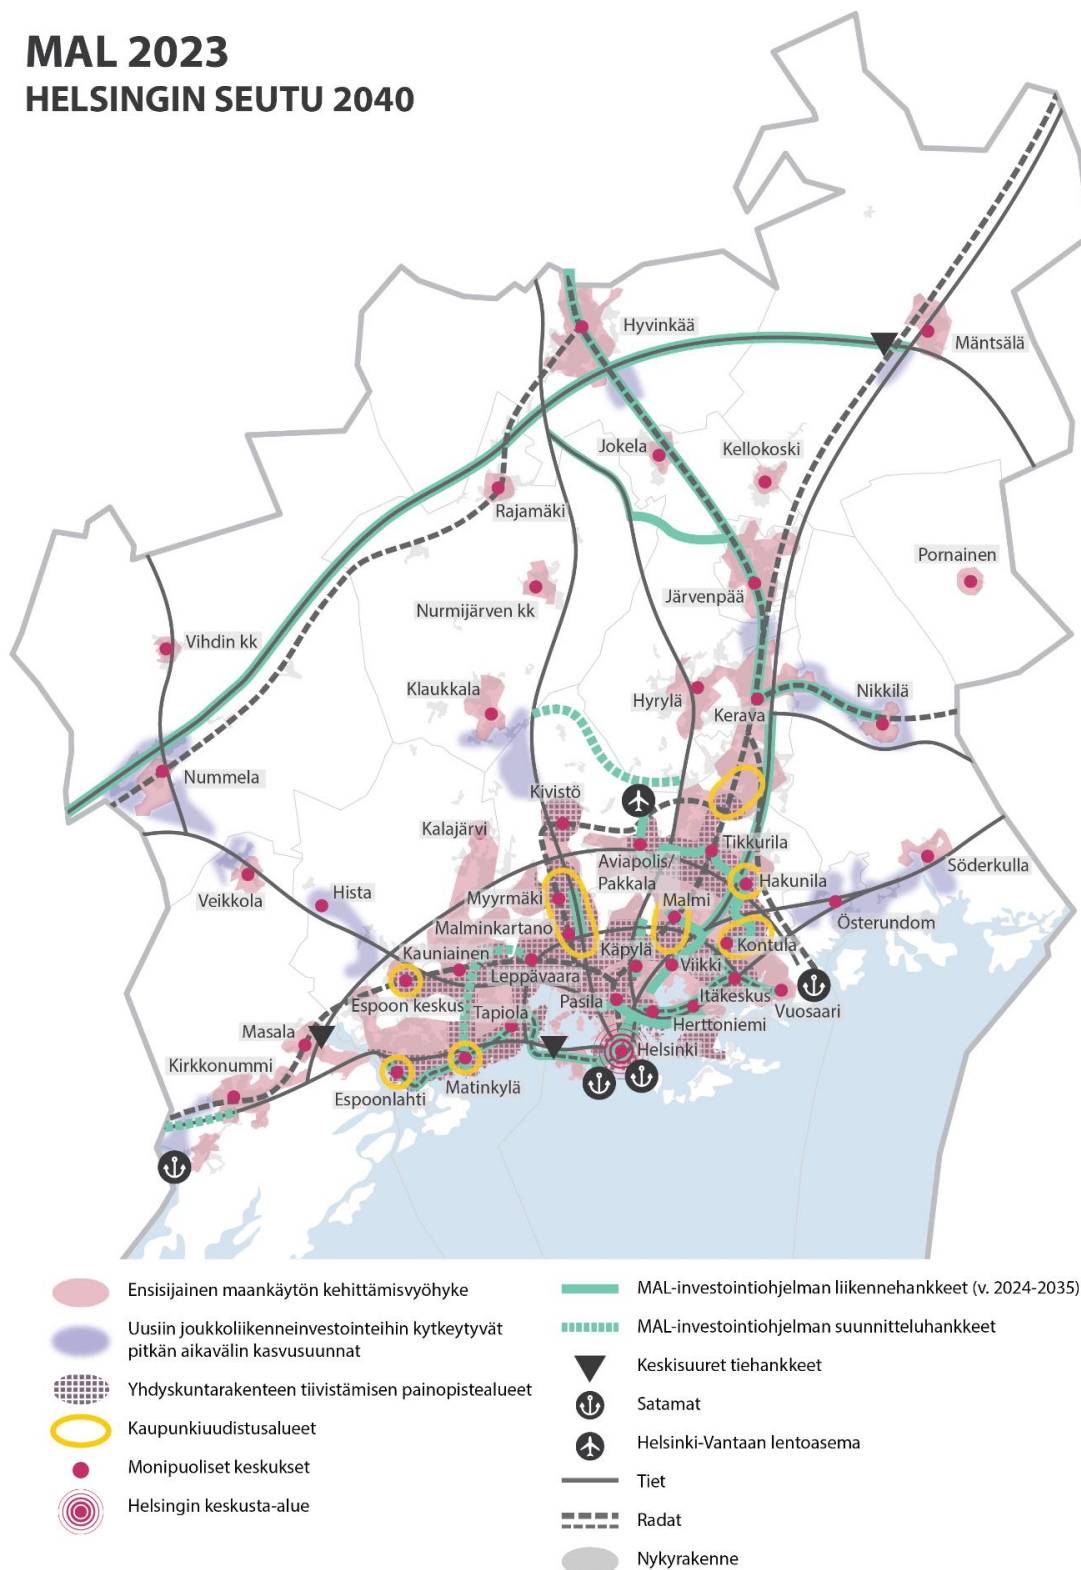 MAL 2023
HELSINGIN SEUTU 2040
Hyvinkää
Mäntsälä
Jokela
Kellokoski
Rajamäki
Pornainen
Järvenpää
Nurmijärven kk
Vihdin kk
Klaukkala
Hyrylä
Nikkilä
Kerava
Nummela
Kivistö
Kalajärvi
Tikkurila
Aviapolis/
Pakkala
Söderkulla
Hakunila
Veikkola
Hista
Myyrmäki
Malmi
Österundom
Malminkartano
Käpylä
Kontula
Kauniainen
Leppävaara
Viikki
Itäkeskus
Espoon keskus
Pasila
Vuosaari
Tapiola
Herttoniemi
Masala
Helsinki
Kirkkonummi
Matinkylä
Espoonlahti
Ensisijainen maankäytön kehittämisvyöhyke
Uusiin joukkoliikenneinvestointeihin kytkeytyvät
pitkän aikavälin kasvusuunnat
Yhdyskuntarakenteen tiivistämisen painopistealueet
Kaupunkiuudistusalueet
Monipuoliset keskukset
Helsingin keskusta-alue
MAL-investointiohjelman liikennehankkeet (v. 2024-2035)
MAL-investointiohjelman suunnitteluhankkeet
Keskisuuret tiehankkeet
Satamat
Helsinki-Vantaan lentoasema
Tiet
Radat
Nykyrakenne